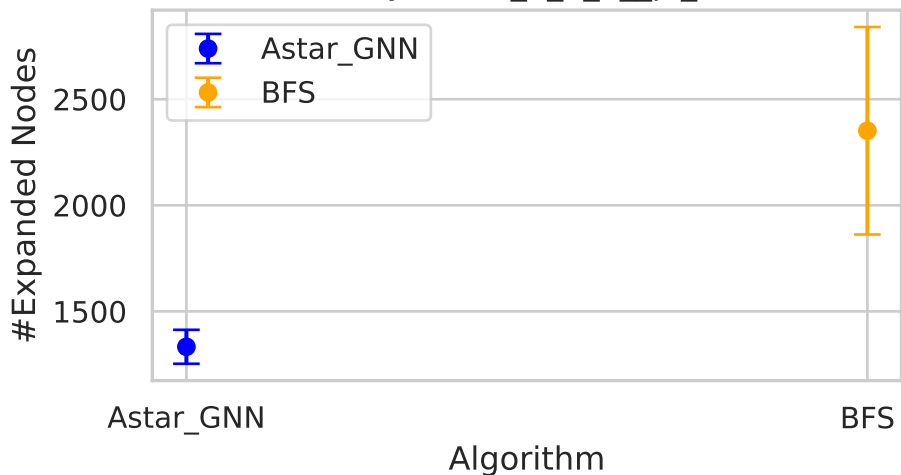 Astar_GNN
BFS
#Expanded Nodes
2500
2000
1500
Astar_GNN
BFS
Algorithm